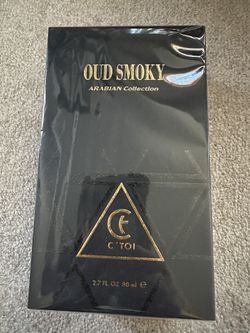 OUD SMOKY
ARABIAN Collection
C'TOI
2.7 FL OZ 80 ml ℮